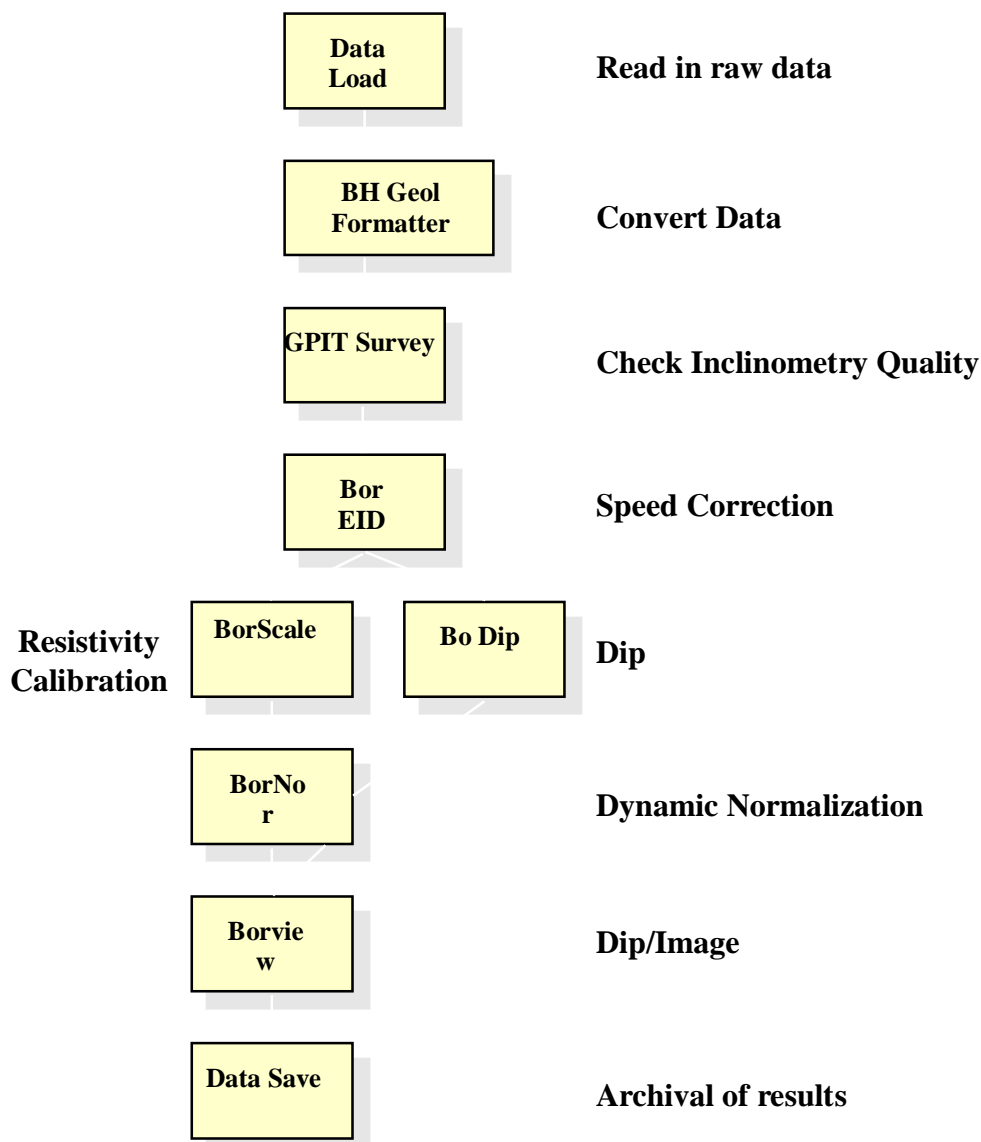 Data
Load
Read in raw data
BH Geol
Formatter
Convert Data
GPIT Survey
Check Inclinometry Quality
Bor
EID
Speed Correction
Resistivity
Calibration
BorScale
Bo Dip
Dip
BorNo
r
Dynamic Normalization
Borvie
w
Dip/Image
Data Save
Archival of results